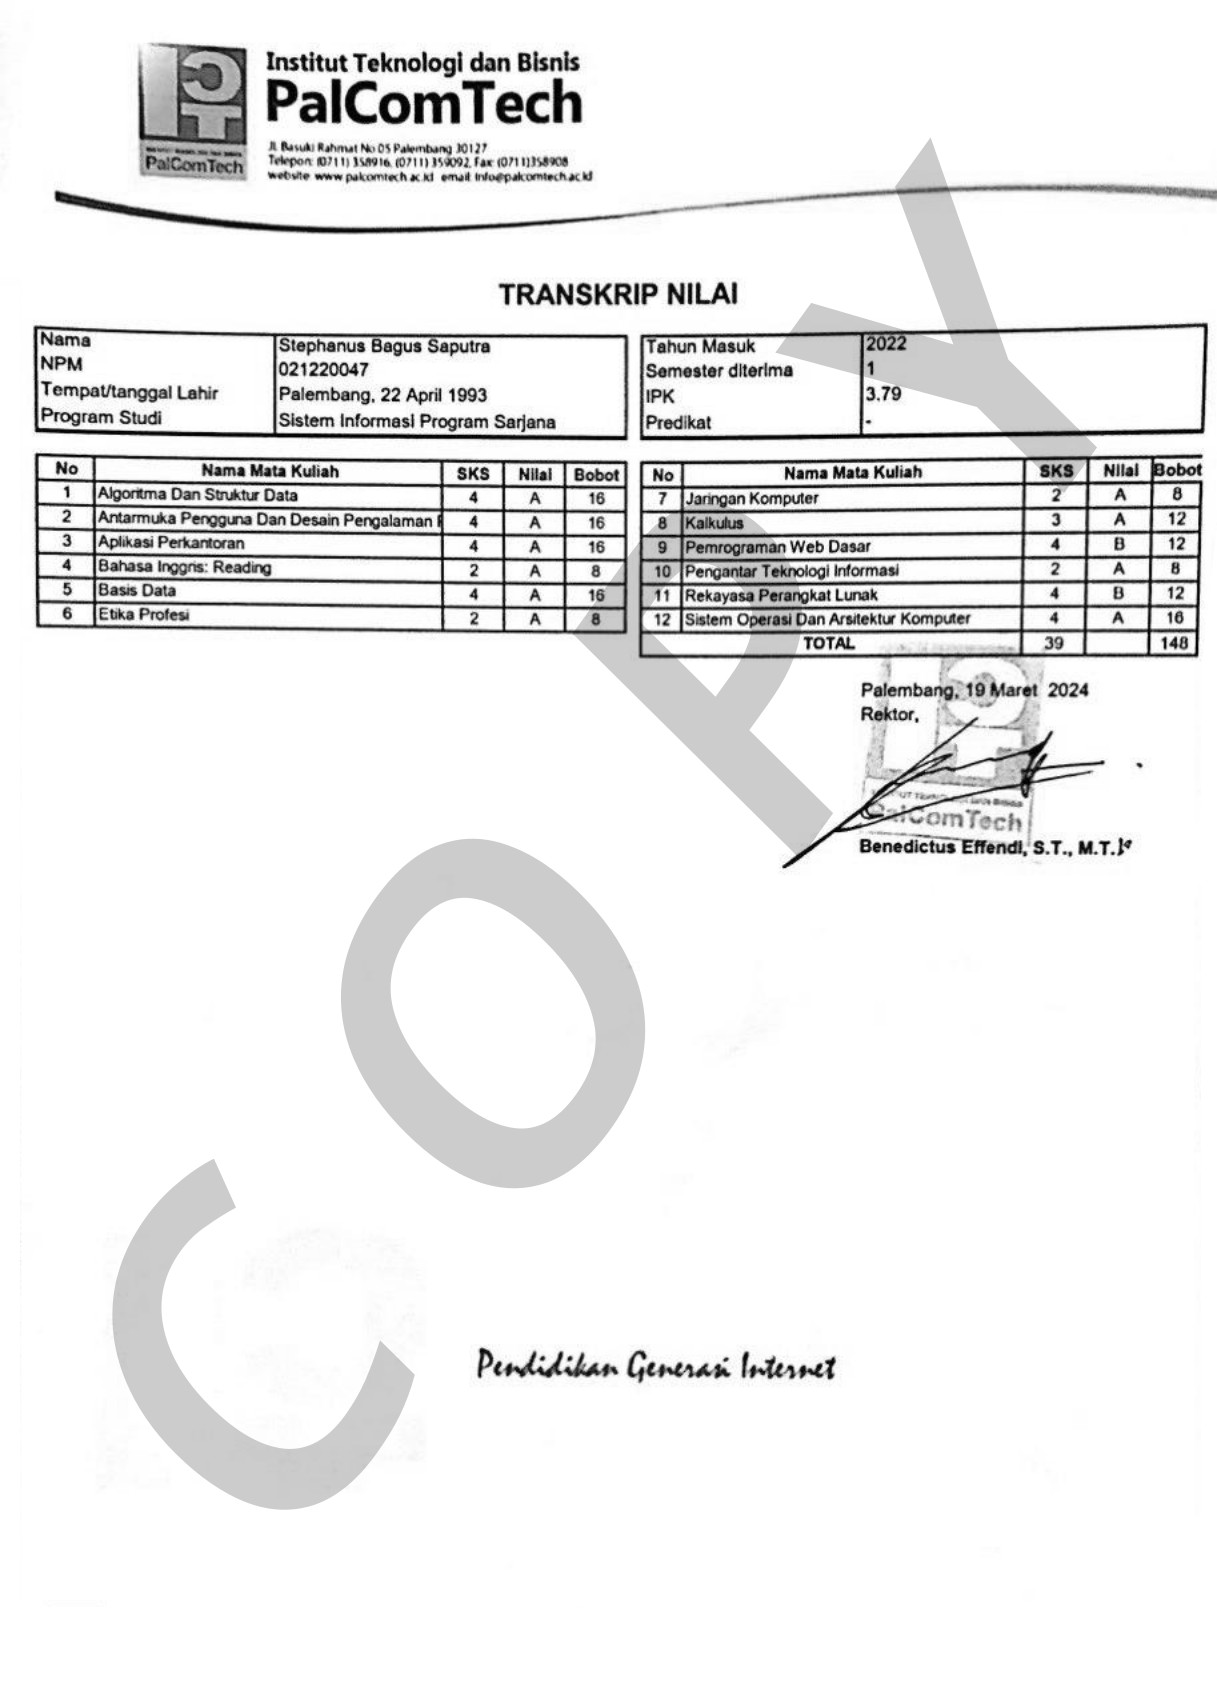 PalComTech
Institut Teknologi dan Bisnis
PalComTech
Jl. Basuki Rahmat No 05 Palembang 30127
Telepon: (0711) 358916, (0711) 359092, Fax: (0711)358908
website www.palcomtech.ac.id email info@palcomtech.ac.id
TRANSKRIP NILAI
Nama Stephanus Bagus Saputra
NPM 021220047
Tempat/tanggal Lahir Palembang, 22 April 1993
Program Studi Sistem Informasi Program Sarjana
Tahun Masuk 2022
Semester diterima 1
IPK 3.79
Predikat -
No Nama Mata Kuliah SKS Nilai Bobot
1 Algoritma Dan Struktur Data 4 A 16
2 Antarmuka Pengguna Dan Desain Pengalaman 4 A 16
3 Aplikasi Perkantoran 4 A 16
4 Bahasa Inggris: Reading 2 A 8
5 Basis Data 4 A 16
6 Etika Profesi 2 A 8
No Nama Mata Kuliah SKS Nilai Bobot
7 Jaringan Komputer 2 A 8
8 Kalkulus 3 A 12
9 Pemrograman Web Dasar 4 B 12
10 Pengantar Teknologi Informasi 2 A 8
11 Rekayasa Perangkat Lunak 4 B 12
12 Sistem Operasi Dan Arsitektur Komputer 4 A 16
TOTAL 39 148
Palembang, 19 Maret 2024
Rektor,
PalComTech
Benedictus Effendi, S.T., M.T.
Pendidikan Generasi Internet
COPY